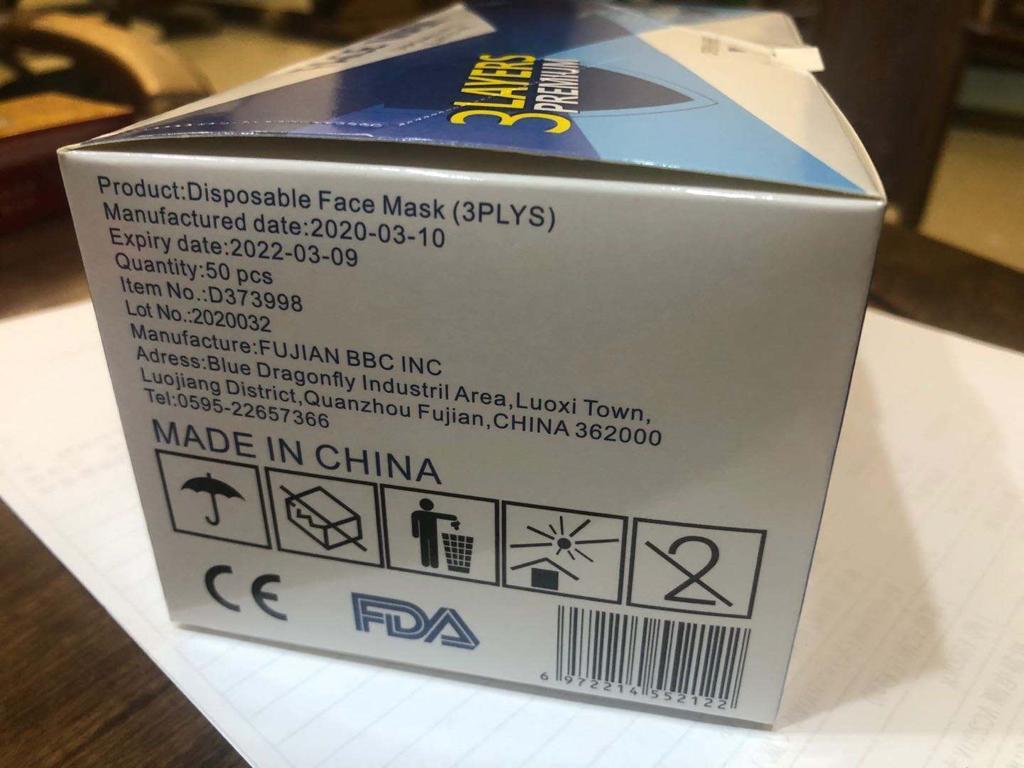 3 LAYERS
PREMIUM
Product:Disposable Face Mask (3PLYS)
Manufactured date:2020-03-10
Expiry date:2022-03-09
Quantity:50 pcs
Item No.:D373998
Lot No.:2020032
Manufacture:FUJIAN BBC INC
Adress:Blue Dragonfly Industril Area,Luoxi Town,
Luojiang District,Quanzhou Fujian,CHINA 362000
Tel:0595-22657366
MADE IN CHINA
2
CE
FDA
6 972214 552122